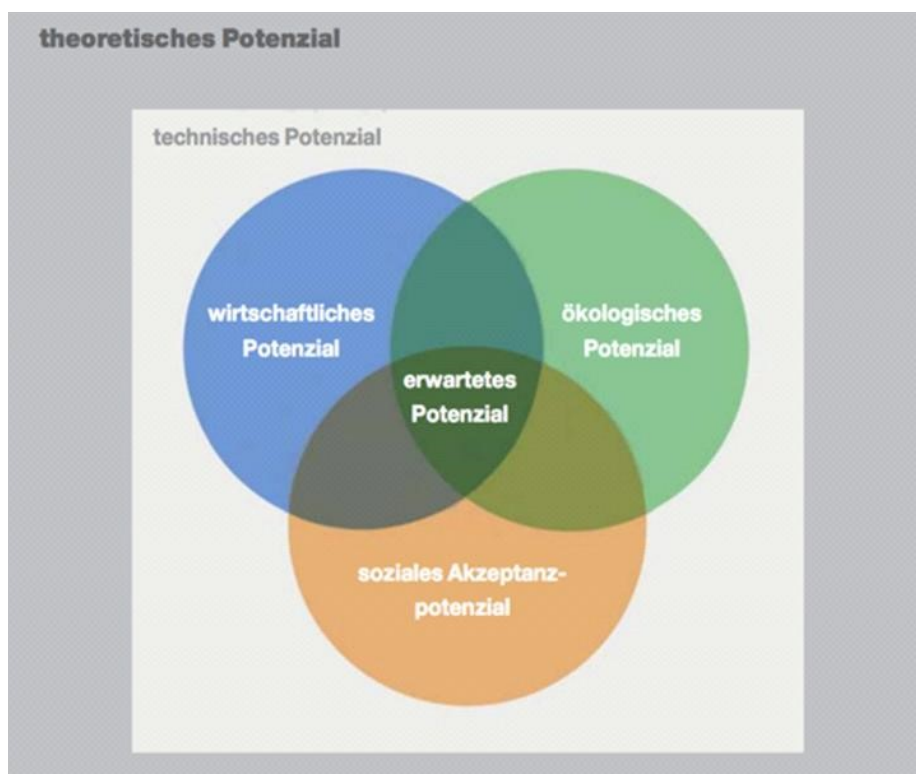 theoretisches Potenzial
technisches Potenzial
wirtschaftliches
Potenzial
ökologisches
Potenzial
erwartetes
Potenzial
soziales Akzeptanz-
potenzial